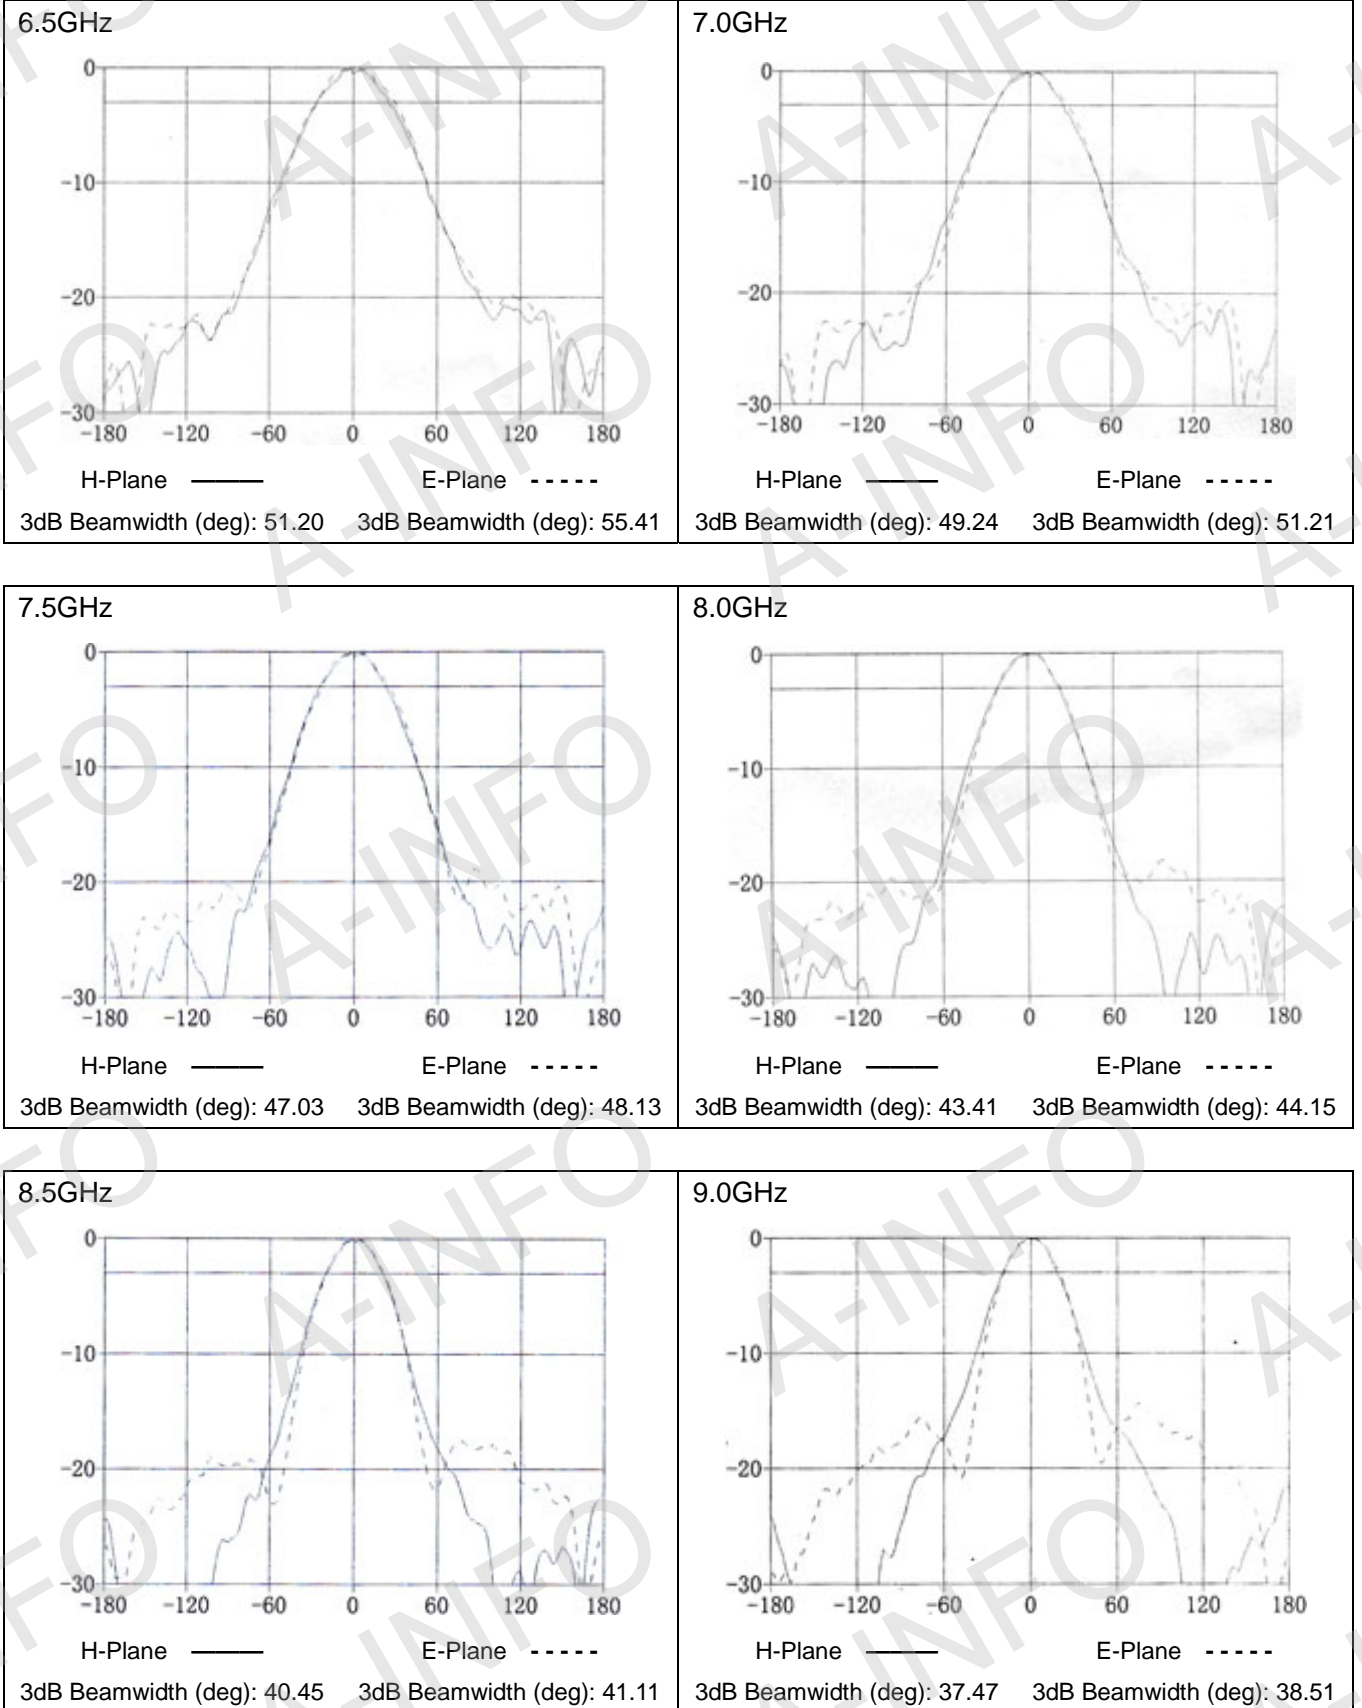 6.5GHz
0
-10
-20
-30
-180 -120 -60 0 60 120 180
H-Plane E-Plane
3dB Beamwidth (deg): 51.20 3dB Beamwidth (deg): 55.41
7.0GHz
0
-10
-20
-30
-180 -120 -60 0 60 120 180
H-Plane E-Plane
3dB Beamwidth (deg): 49.24 3dB Beamwidth (deg): 51.21
7.5GHz
0
-10
-20
-30
-180 -120 -60 0 60 120 180
H-Plane E-Plane
3dB Beamwidth (deg): 47.03 3dB Beamwidth (deg): 48.13
8.0GHz
0
-10
-20
-30
-180 -120 -60 0 60 120 180
H-Plane E-Plane
3dB Beamwidth (deg): 43.41 3dB Beamwidth (deg): 44.15
8.5GHz
0
-10
-20
-30
-180 -120 -60 0 60 120 180
H-Plane E-Plane
3dB Beamwidth (deg): 40.45 3dB Beamwidth (deg): 41.11
9.0GHz
0
-10
-20
-30
-180 -120 -60 0 60 120 180
H-Plane E-Plane
3dB Beamwidth (deg): 37.47 3dB Beamwidth (deg): 38.51
A-INFO